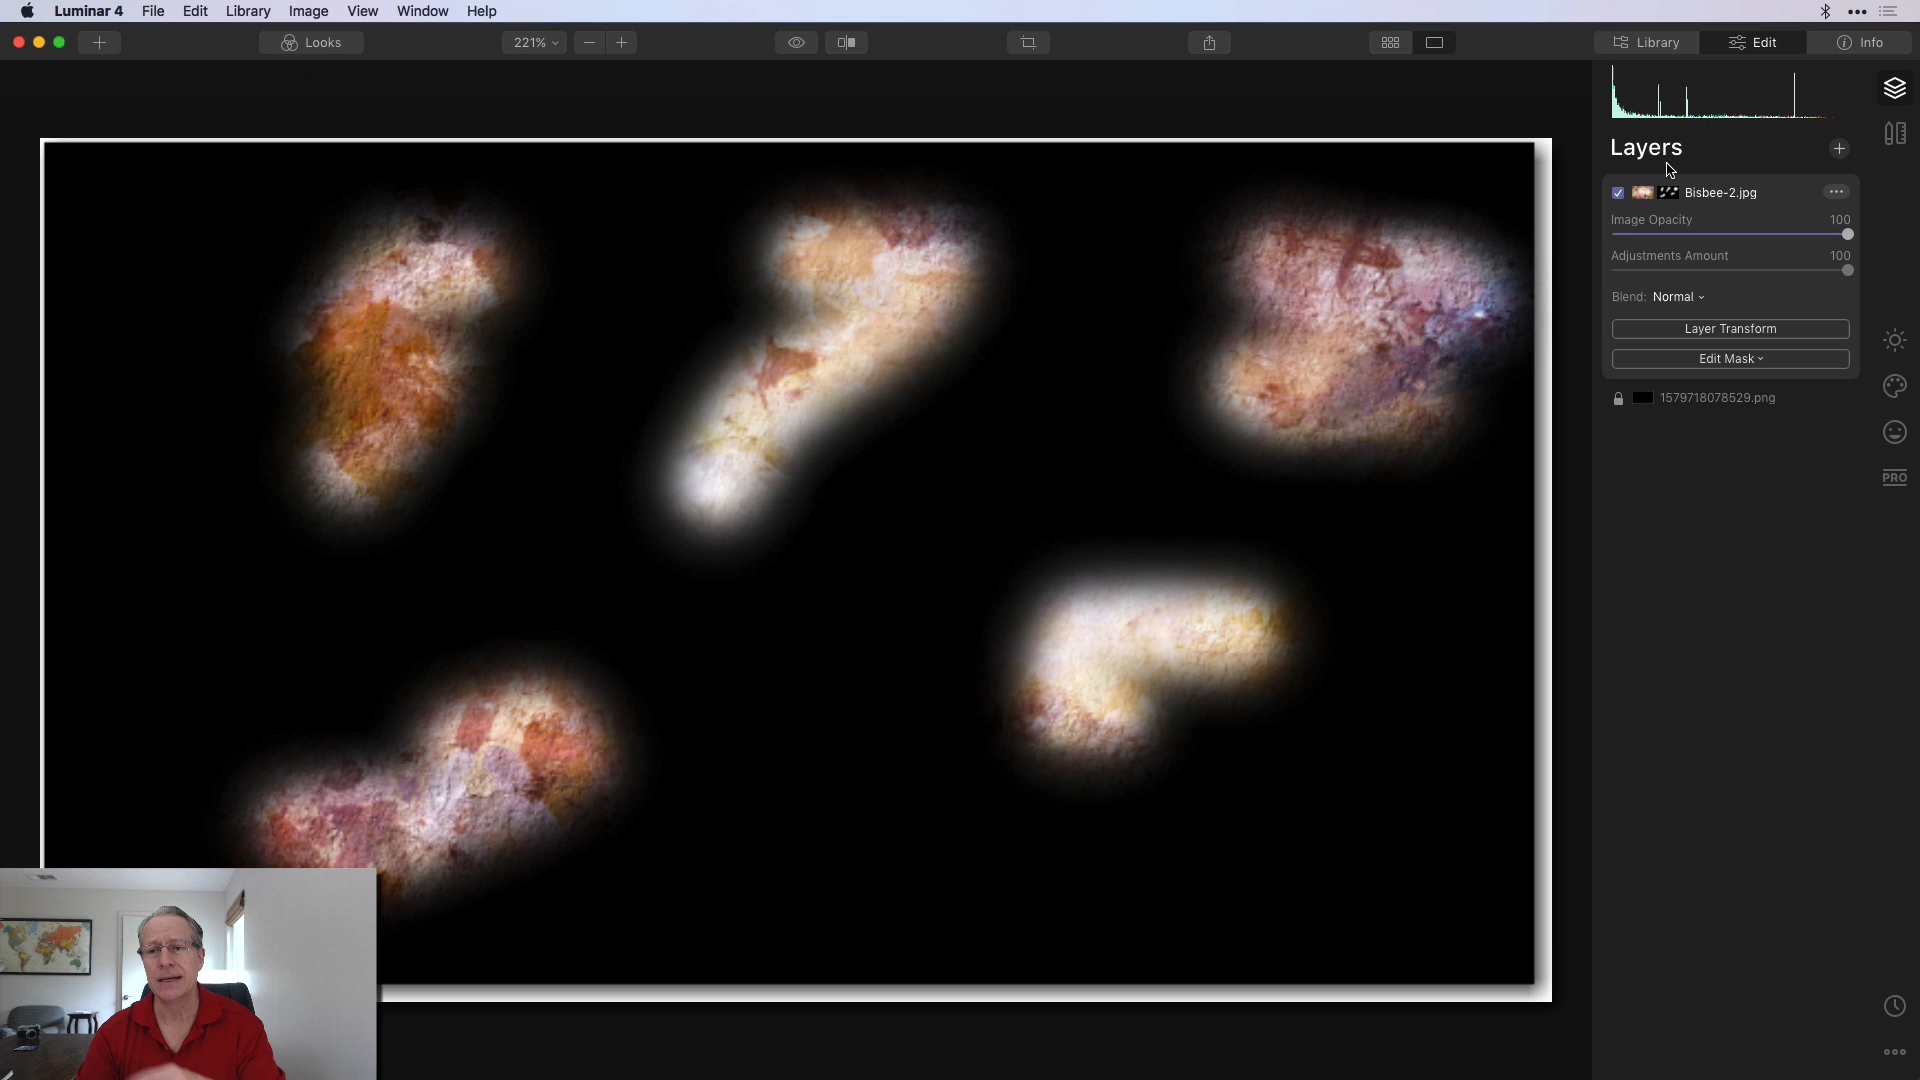 Luminar 4 File Edit Library Image View Window Help
Looks 221% Library Edit Info
Layers
Bisbee-2.jpg
Image Opacity 100
Adjustments Amount 100
Blend: Normal
Layer Transform
Edit Mask
1579718078529.png
PRO